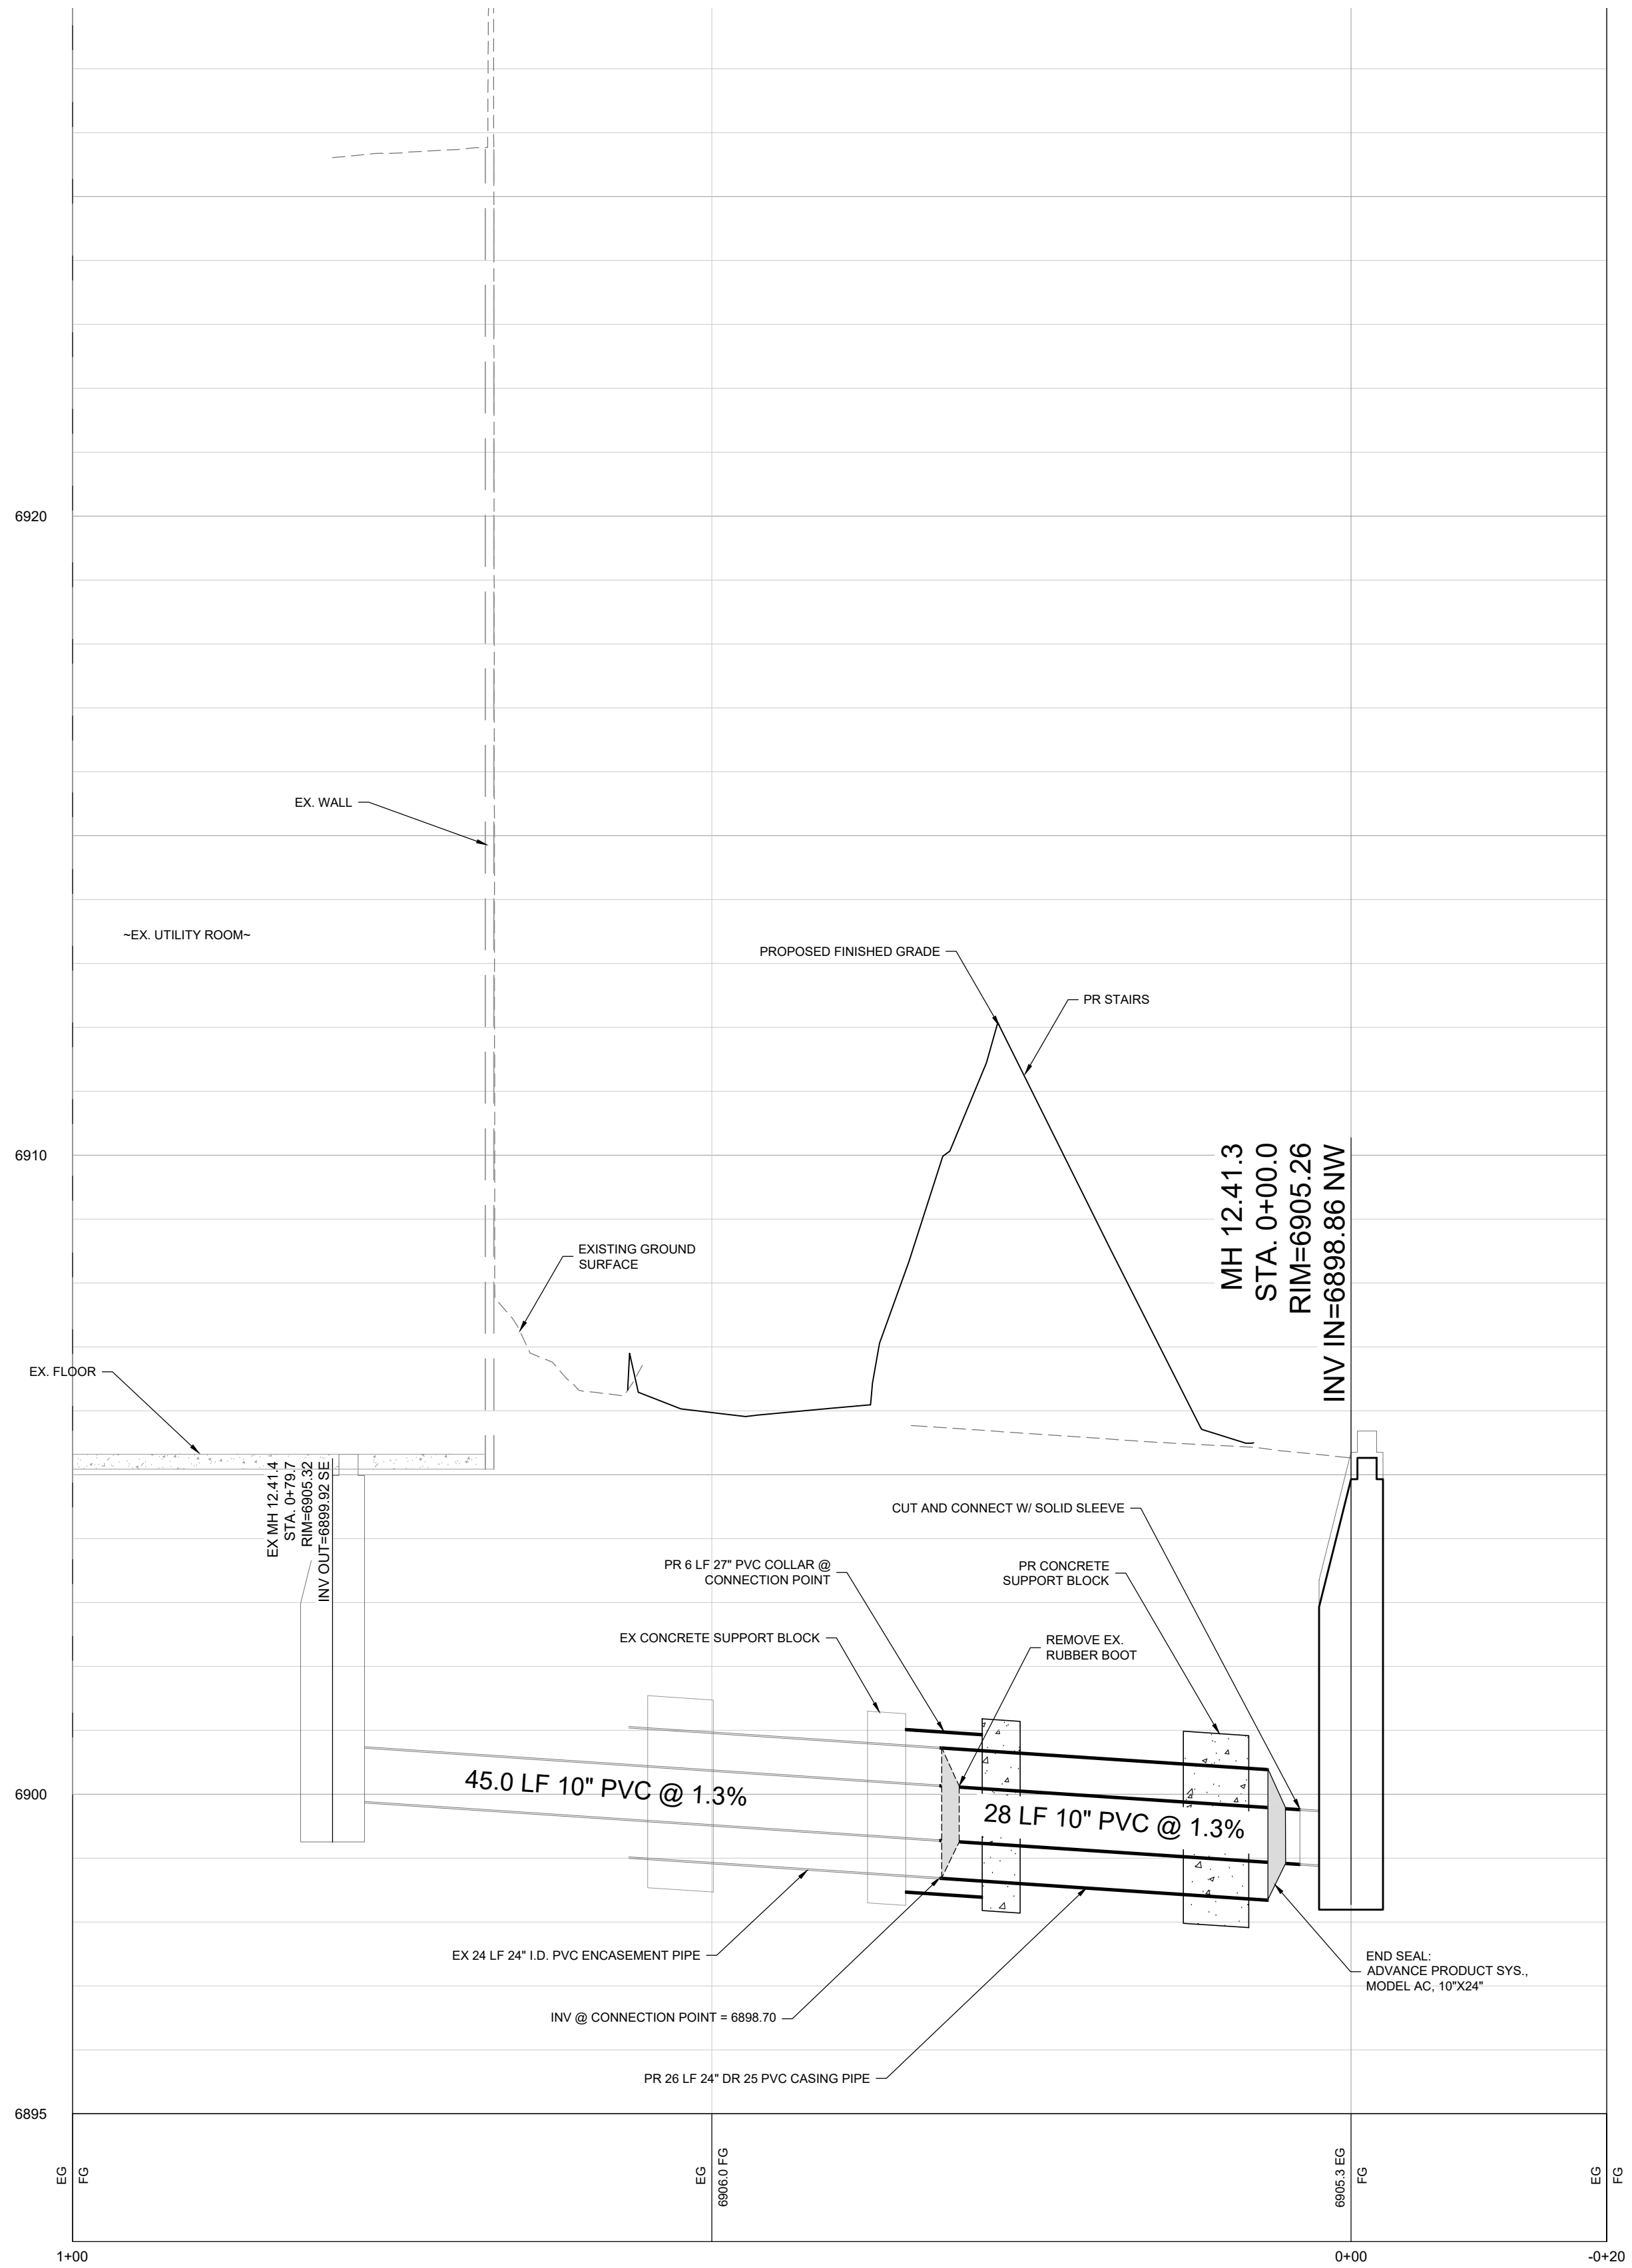 6920
EX. WALL
~EX. UTILITY ROOM~
PROPOSED FINISHED GRADE
PR STAIRS
6910
MH 12.41.3
STA. 0+00.0
RIM=6905.26
INV IN=6898.86 NW
EXISTING GROUND
SURFACE
EX. FLOOR
EX MH 12.41.4
STA. 0+79.7
RIM=6905.32
INV OUT=6899.92 SE
CUT AND CONNECT W/ SOLID SLEEVE
PR 6 LF 27" PVC COLLAR @
CONNECTION POINT
PR CONCRETE
SUPPORT BLOCK
EX CONCRETE SUPPORT BLOCK
REMOVE EX.
RUBBER BOOT
6900
45.0 LF 10" PVC @ 1.3%
28 LF 10" PVC @ 1.3%
EX 24 LF 24" I.D. PVC ENCASEMENT PIPE
END SEAL:
ADVANCE PRODUCT SYS.,
MODEL AC, 10"X24"
INV @ CONNECTION POINT = 6898.70
PR 26 LF 24" DR 25 PVC CASING PIPE
6895
EG
FG
EG
6906.0 FG
6905.3 EG
FG
EG
FG
1+00
0+00
-0+20